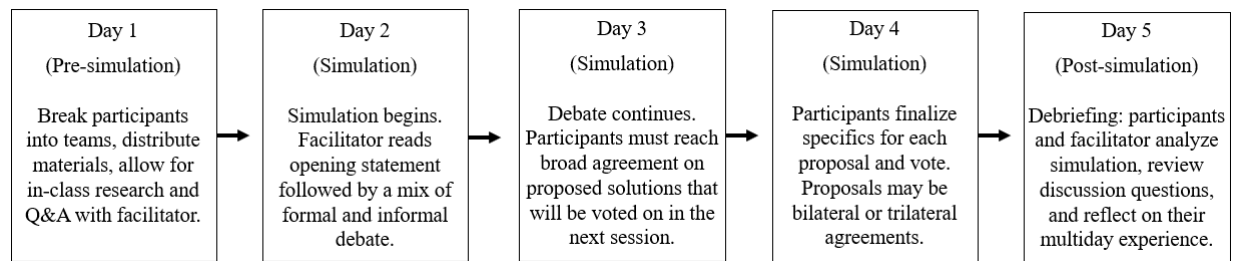 Day 1
(Pre-simulation)
Break participants
into teams, distribute
materials, allow for
in-class research and
Q&A with facilitator.
Day 2
(Simulation)
Simulation begins.
Facilitator reads
opening statement
followed by a mix of
formal and informal
debate.
Day 3
(Simulation)
Debate continues.
Participants must reach
broad agreement on
proposed solutions that
will be voted on in the
next session.
Day 4
(Simulation)
Participants finalize
specifics for each
proposal and vote.
Proposals may be
bilateral or trilateral
agreements.
Day 5
(Post-simulation)
Debriefing: participants
and facilitator analyze
simulation, review
discussion questions,
and reflect on their
multiday experience.